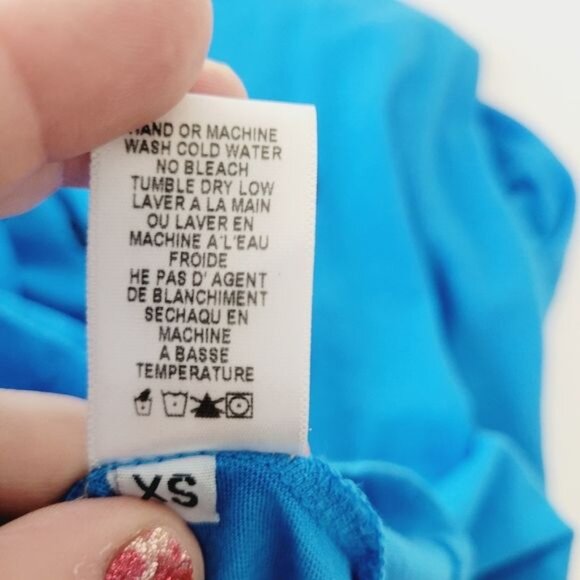 HAND OR MACHINE
WASH COLD WATER
NO BLEACH
TUMBLE DRY LOW
LAVER A LA MAIN
OU LAVER EN
MACHINE A'L'EAU
FROIDE
HE PAS D' AGENT
DE BLANCHIMENT
SECHAQU EN
MACHINE
A BASSE
TEMPERATURE
XS